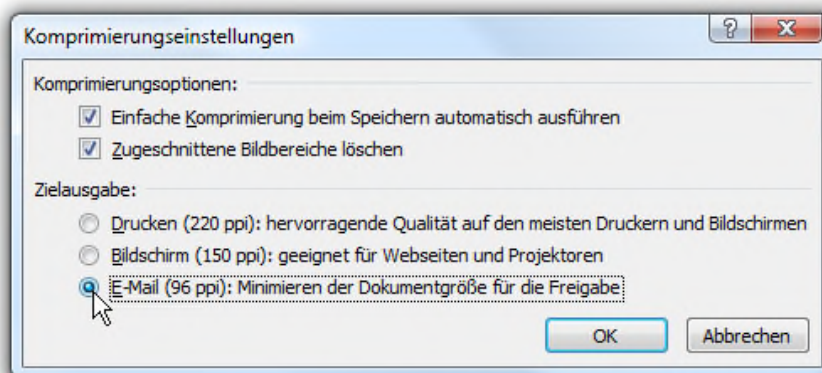 Komprimierungseinstellungen
Komprimierungsoptionen:
Einfache Komprimierung beim Speichern automatisch ausführen
Zugeschnittene Bildbereiche löschen
Zielausgabe:
Drucken (220 ppi): hervorragende Qualität auf den meisten Druckern und Bildschirmen
Bildschirm (150 ppi): geeignet für Webseiten und Projektoren
E-Mail (96 ppi): Minimieren der Dokumentgröße für die Freigabe
OK Abbrechen